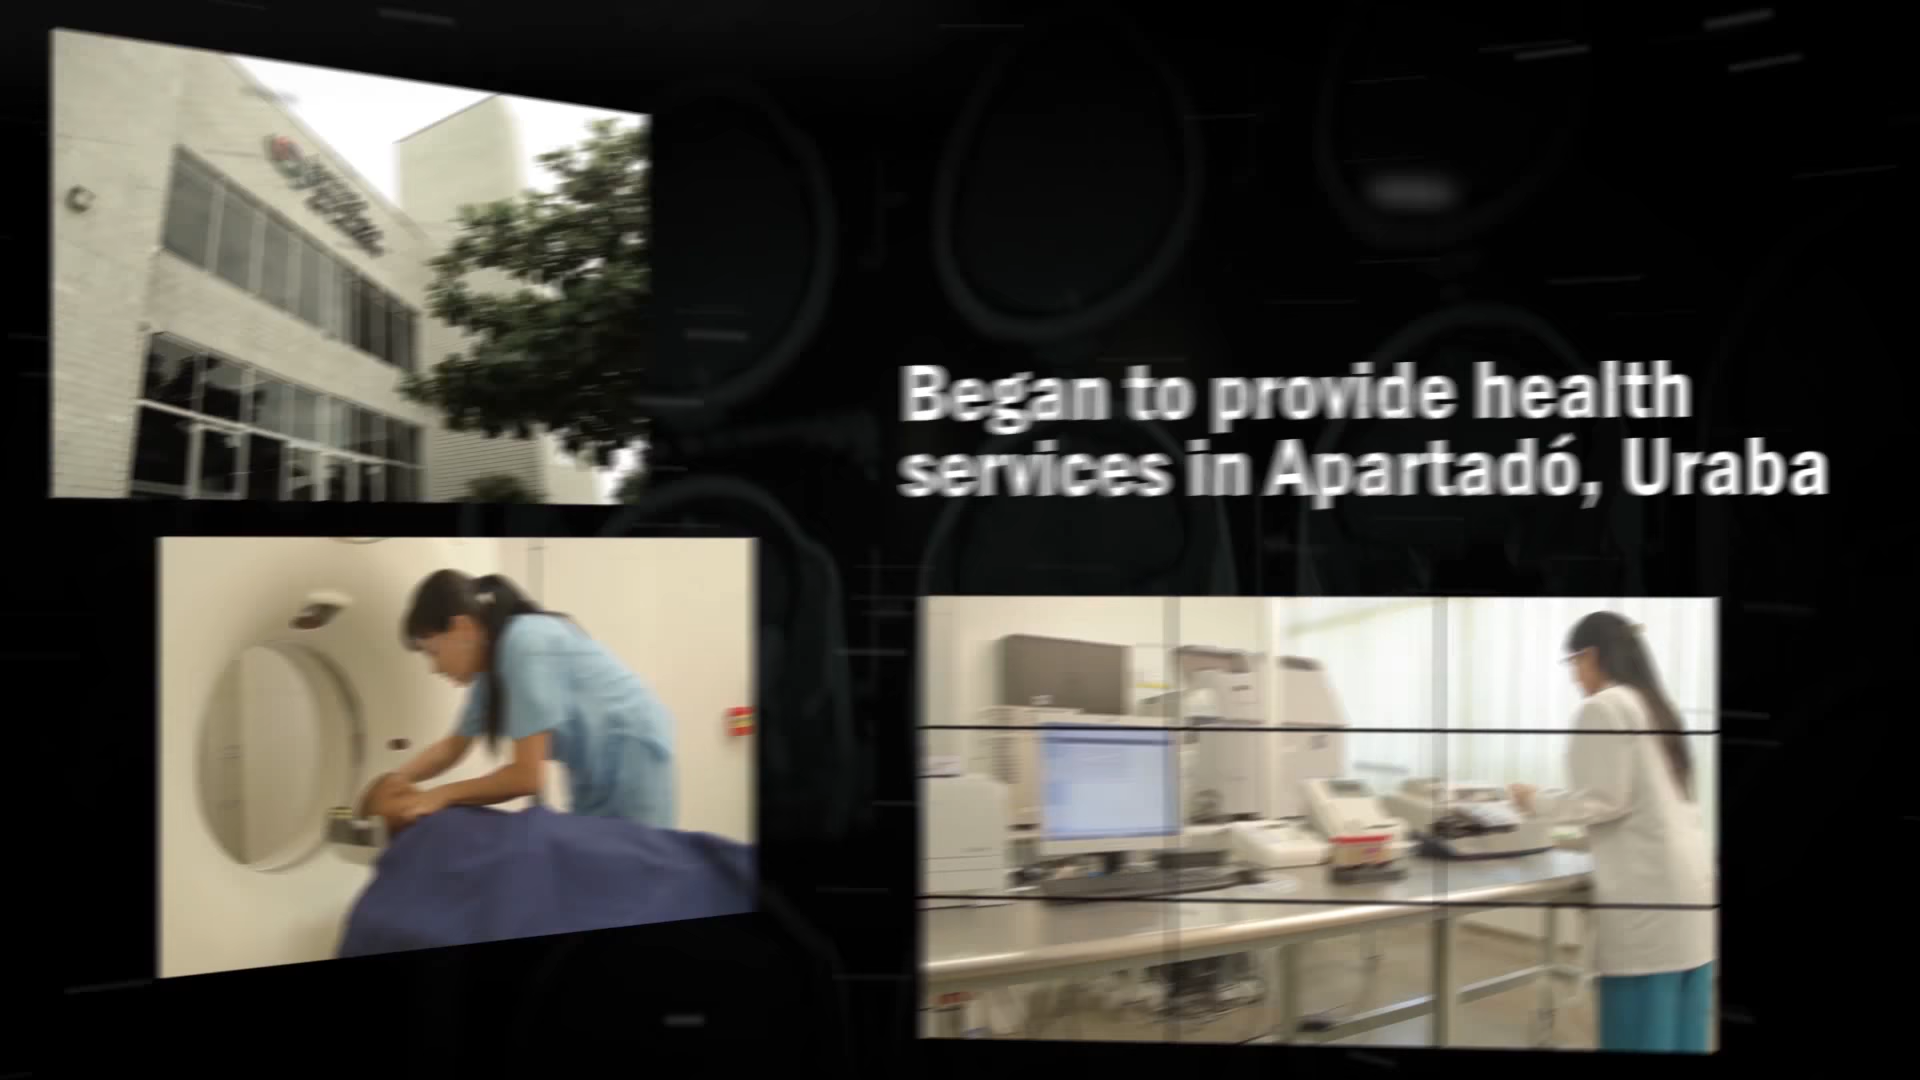 Began to provide health
services in Apartadó, Uraba